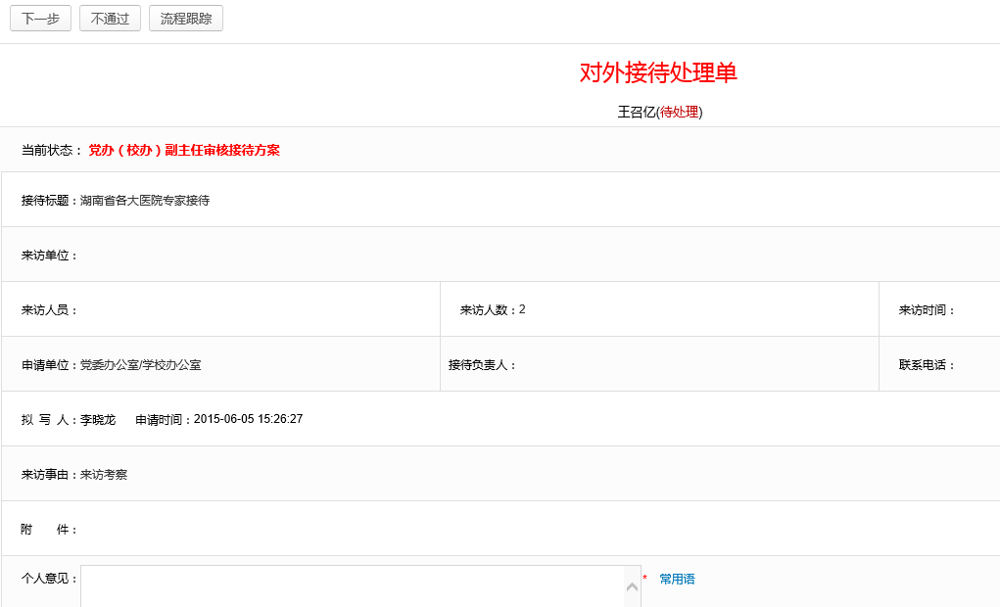 下一步 不通过 流程跟踪
对外接待处理单
王召亿(待处理)
当前状态： 党办（校办）副主任审核接待方案
接待标题：湖南省各大医院专家接待
来访单位：
来访人员： 来访人数：2 来访时间：
申请单位：党委办公室/学校办公室 接待负责人： 联系电话：
拟 写 人：李晓龙 申请时间：2015-06-05 15:26:27
来访事由：来访考察
附 件：
个人意见： * 常用语